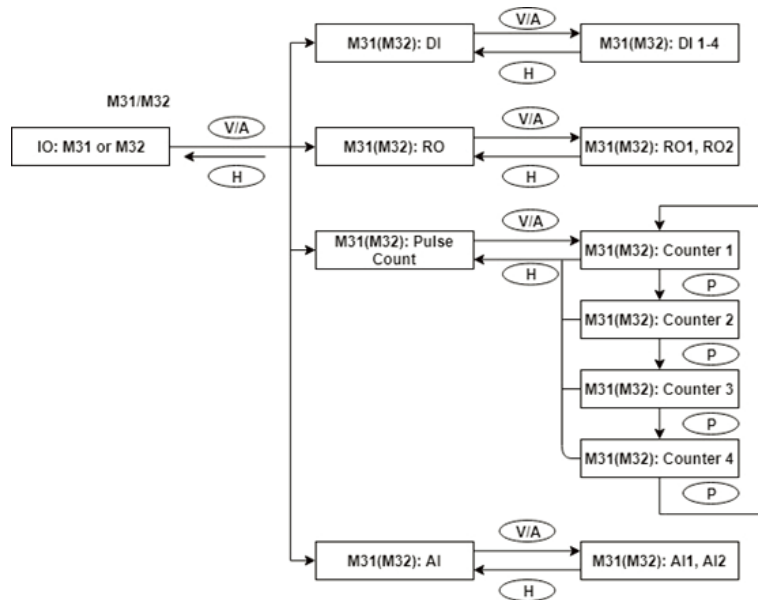 V/A
M31(M32): DI
M31(M32): DI 1-4
H
M31/M32
V/A
IO: M31 or M32
H
V/A
M31(M32): RO
M31(M32): RO1, RO2
H
V/A
M31(M32): Pulse
Count
M31(M32): Counter 1
H
P
M31(M32): Counter 2
P
M31(M32): Counter 3
P
M31(M32): Counter 4
P
V/A
M31(M32): AI
M31(M32): AI1, AI2
H